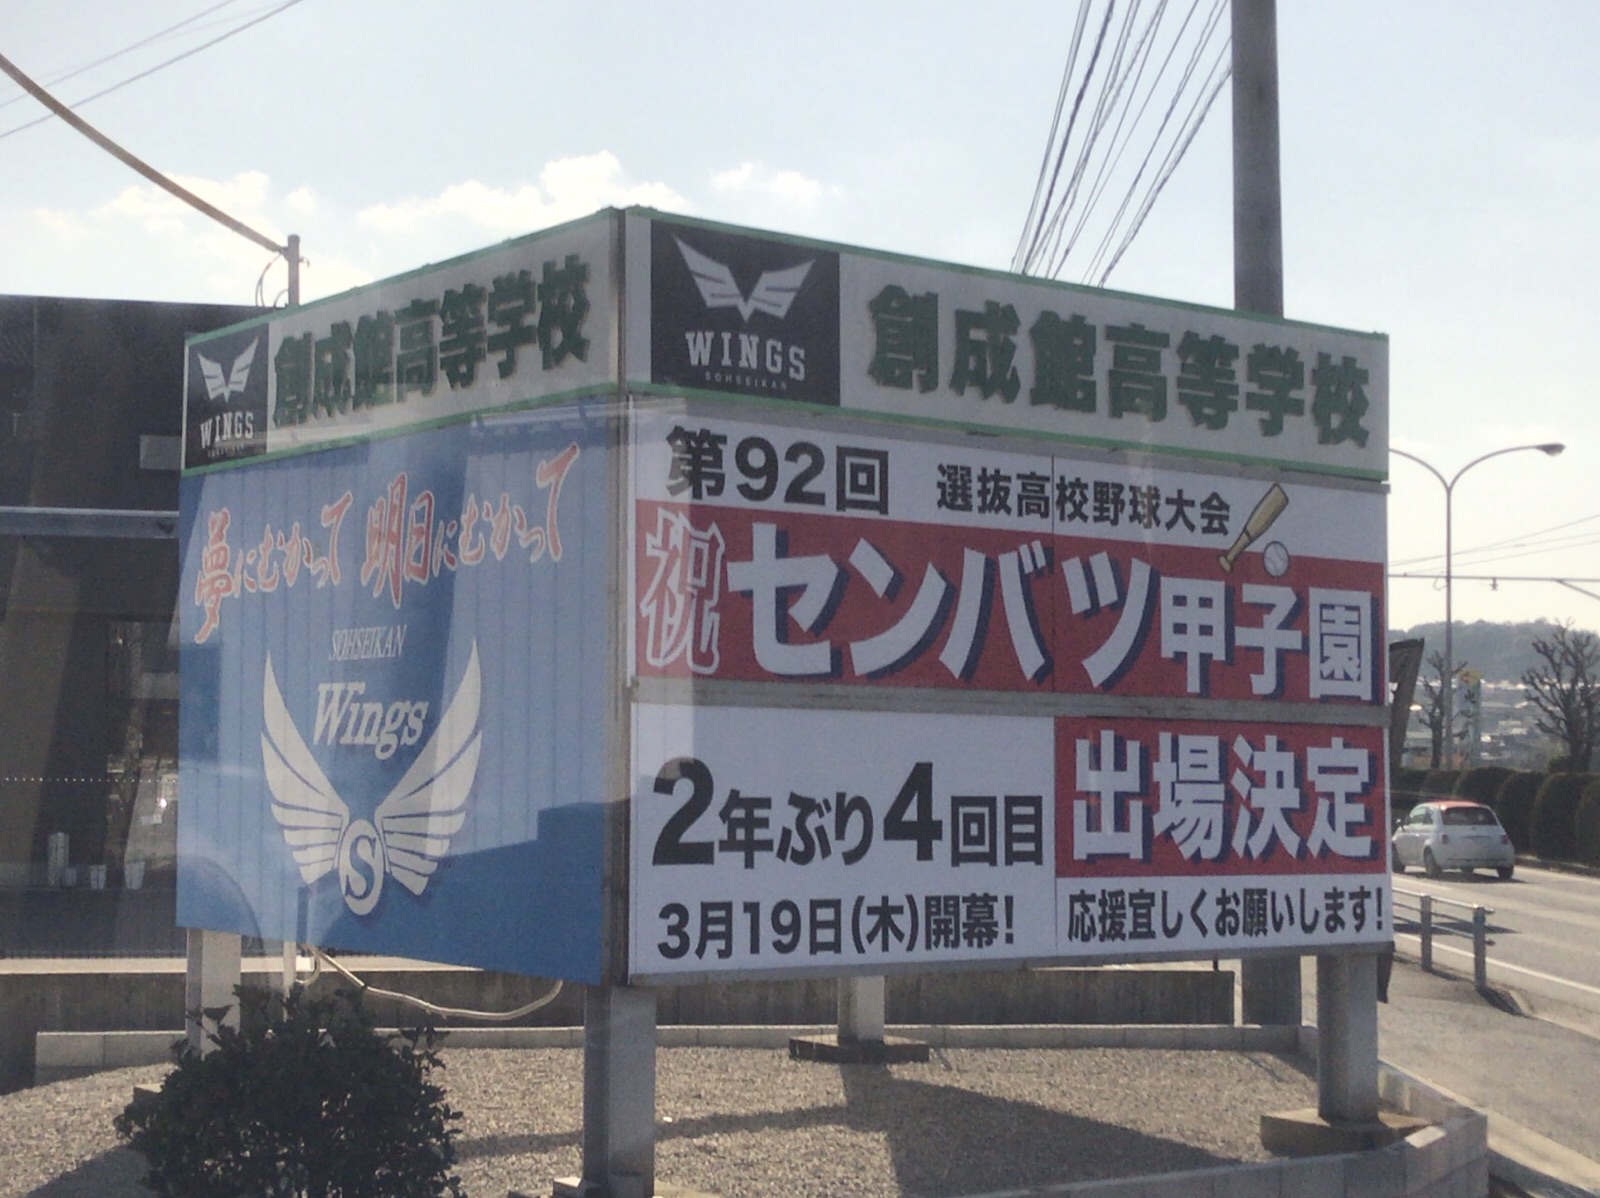 創成館高等学校
WINGS
SOHSEIKAN
夢にむかって 明日にむかって
SOHSEIKAN
Wings
S
WINGS
SOHSEIKAN
創成館高等学校
第92回 選抜高校野球大会
祝センバツ甲子園
2年ぶり4回目
出場決定
3月19日(木)開幕!
応援宜しくお願いします!